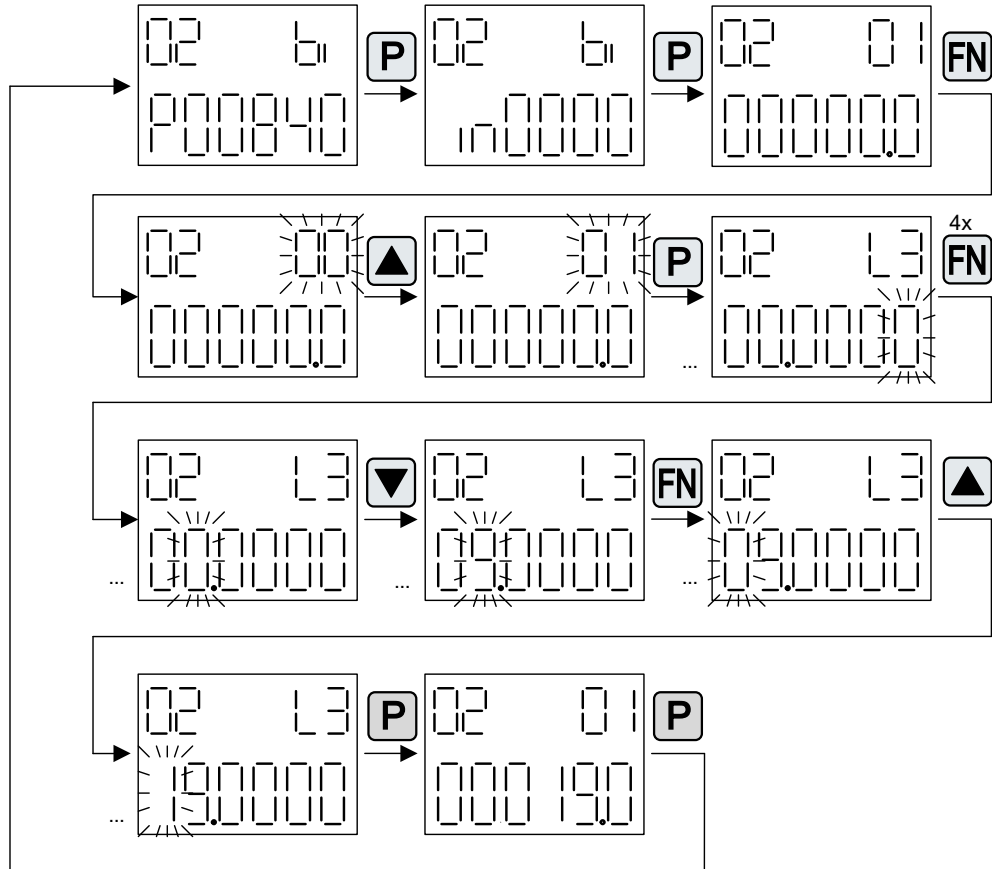 02 bi P 02 bi P 02 01 FN
P00840 in0000 00000.0
4x
02 00 ▲ 02 01 P 02 L3 FN
00000.0 00000.0 ... 00.0000
02 L3 ▼ 02 L3 FN 02 L3 ▲
... 00.0000 ... 09.0000 ... 09.0000
02 L3 P 02 01 P
... 19.0000 00019.0